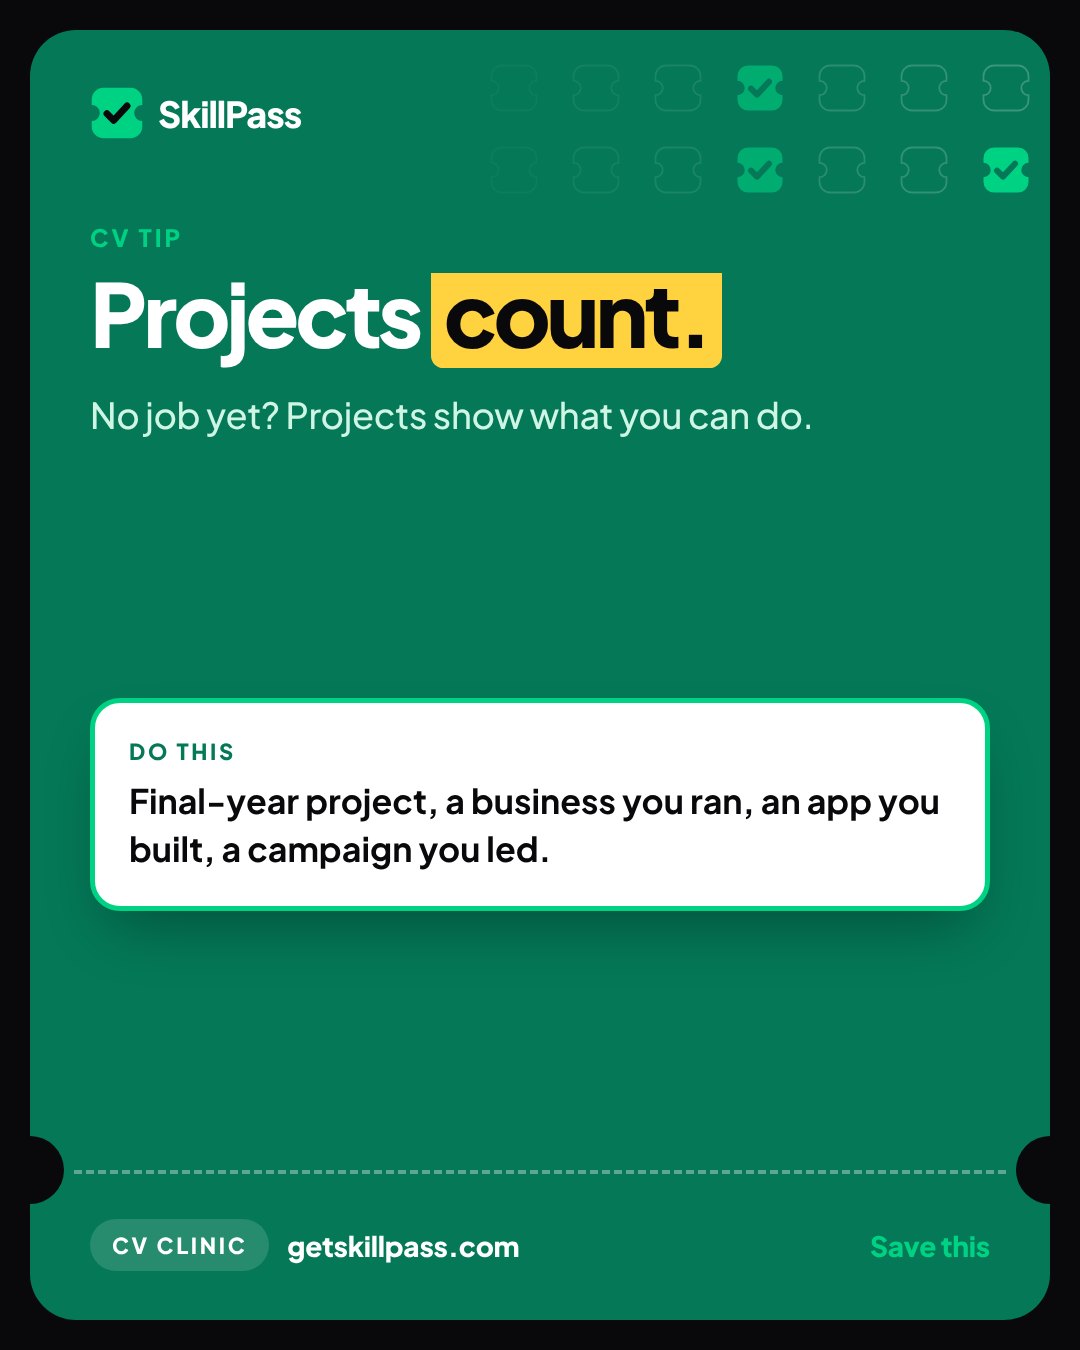 SkillPass
CV TIP
Projects count.
No job yet? Projects show what you can do.
DO THIS
Final-year project, a business you ran, an app you
built, a campaign you led.
CV CLINIC getskillpass.com Save this